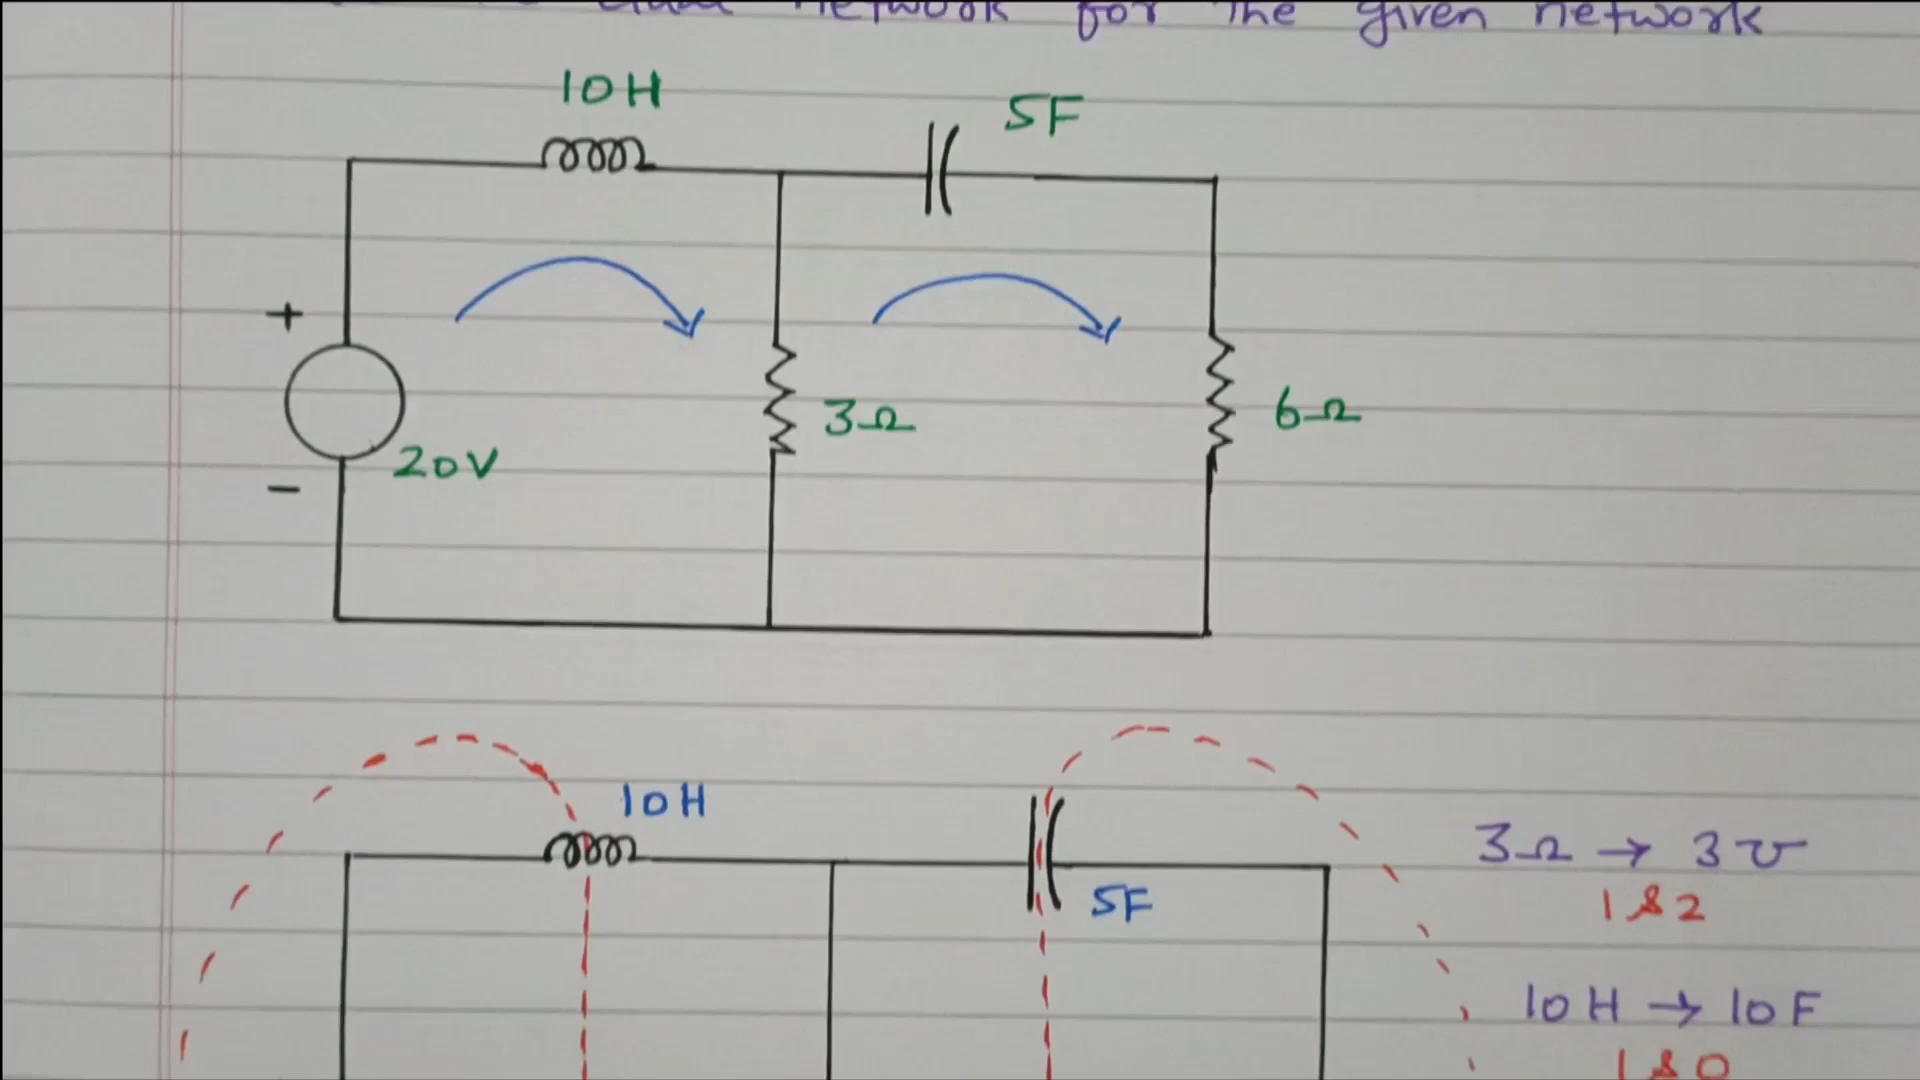 dual network for the given network
10H
5F
+
3Ω
6Ω
20V
-
10H
3Ω → 3℧
5F
1&2
10H → 10F
1&0